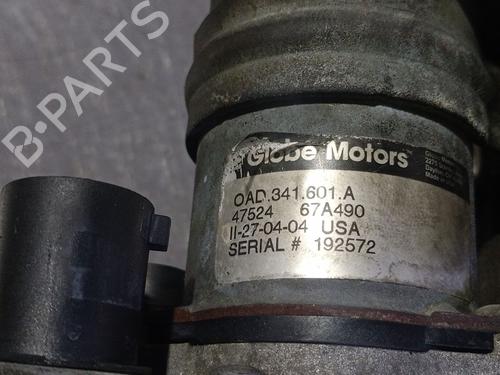 B-PARTS
Globe Motors
OAD.341.601.A
47524 67A490
II-27-04-04 USA
SERIAL # 192572